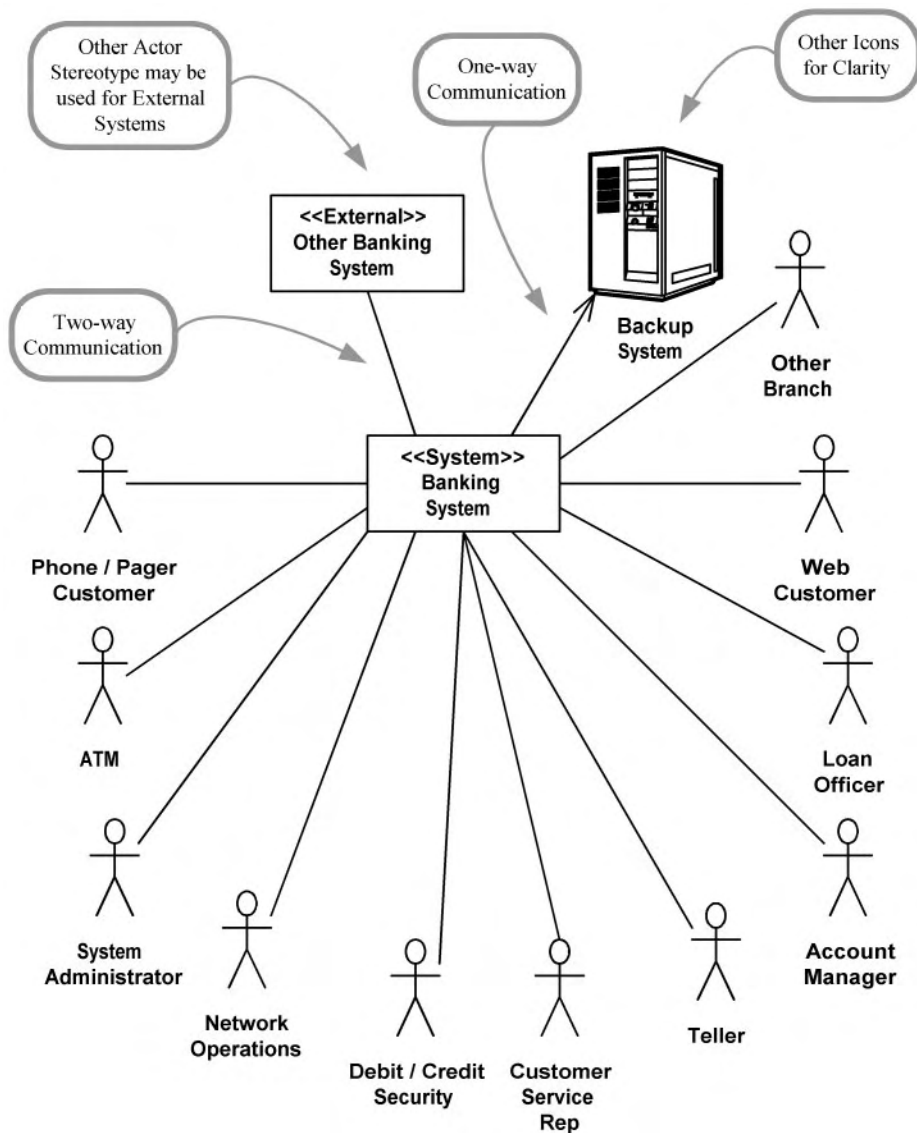 Other Actor
Stereotype may be
used for External
Systems
One-way
Communication
Other Icons
for Clarity
<<External>>
Other Banking
System
Two-way
Communication
Backup
System
Other
Branch
<<System>>
Banking
System
Phone / Pager
Customer
Web
Customer
ATM
Loan
Officer
System
Administrator
Account
Manager
Network
Operations
Teller
Debit / Credit
Security
Customer
Service
Rep